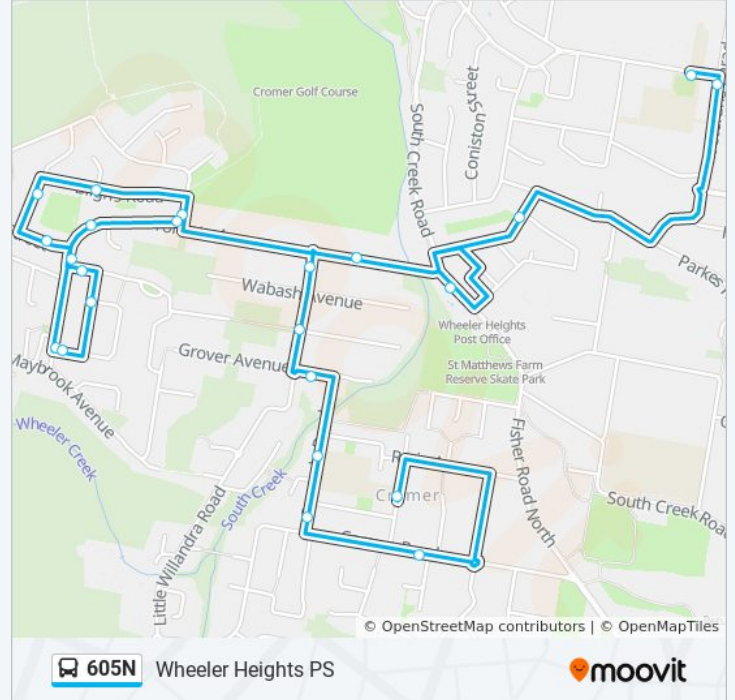 Cromer Golf Course
South Creek Road
Coniston Street
Parkes
Wabash Avenue
Wheeler Heights
Post Office
St Matthews Farm
Reserve Skate Park
Grover Avenue
Maybrook Avenue
Wheeler Creek
South Creek
Little Willandra Road
Cromer
Fisher Road North
South Creek Roa
© OpenStreetMap contributors | © OpenMapTiles
605N Wheeler Heights PS
moovit